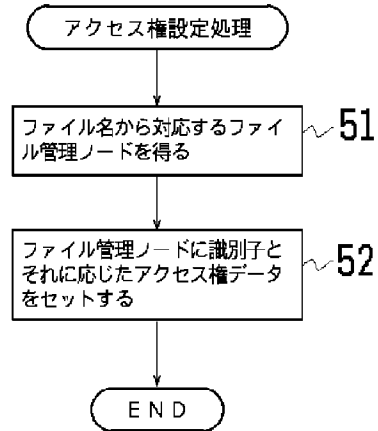 アクセス権設定処理
ファイル名から対応するファイ
ル管理ノードを得る
51
ファイル管理ノードに識別子と
それに応じたアクセス権データ
をセットする
52
END